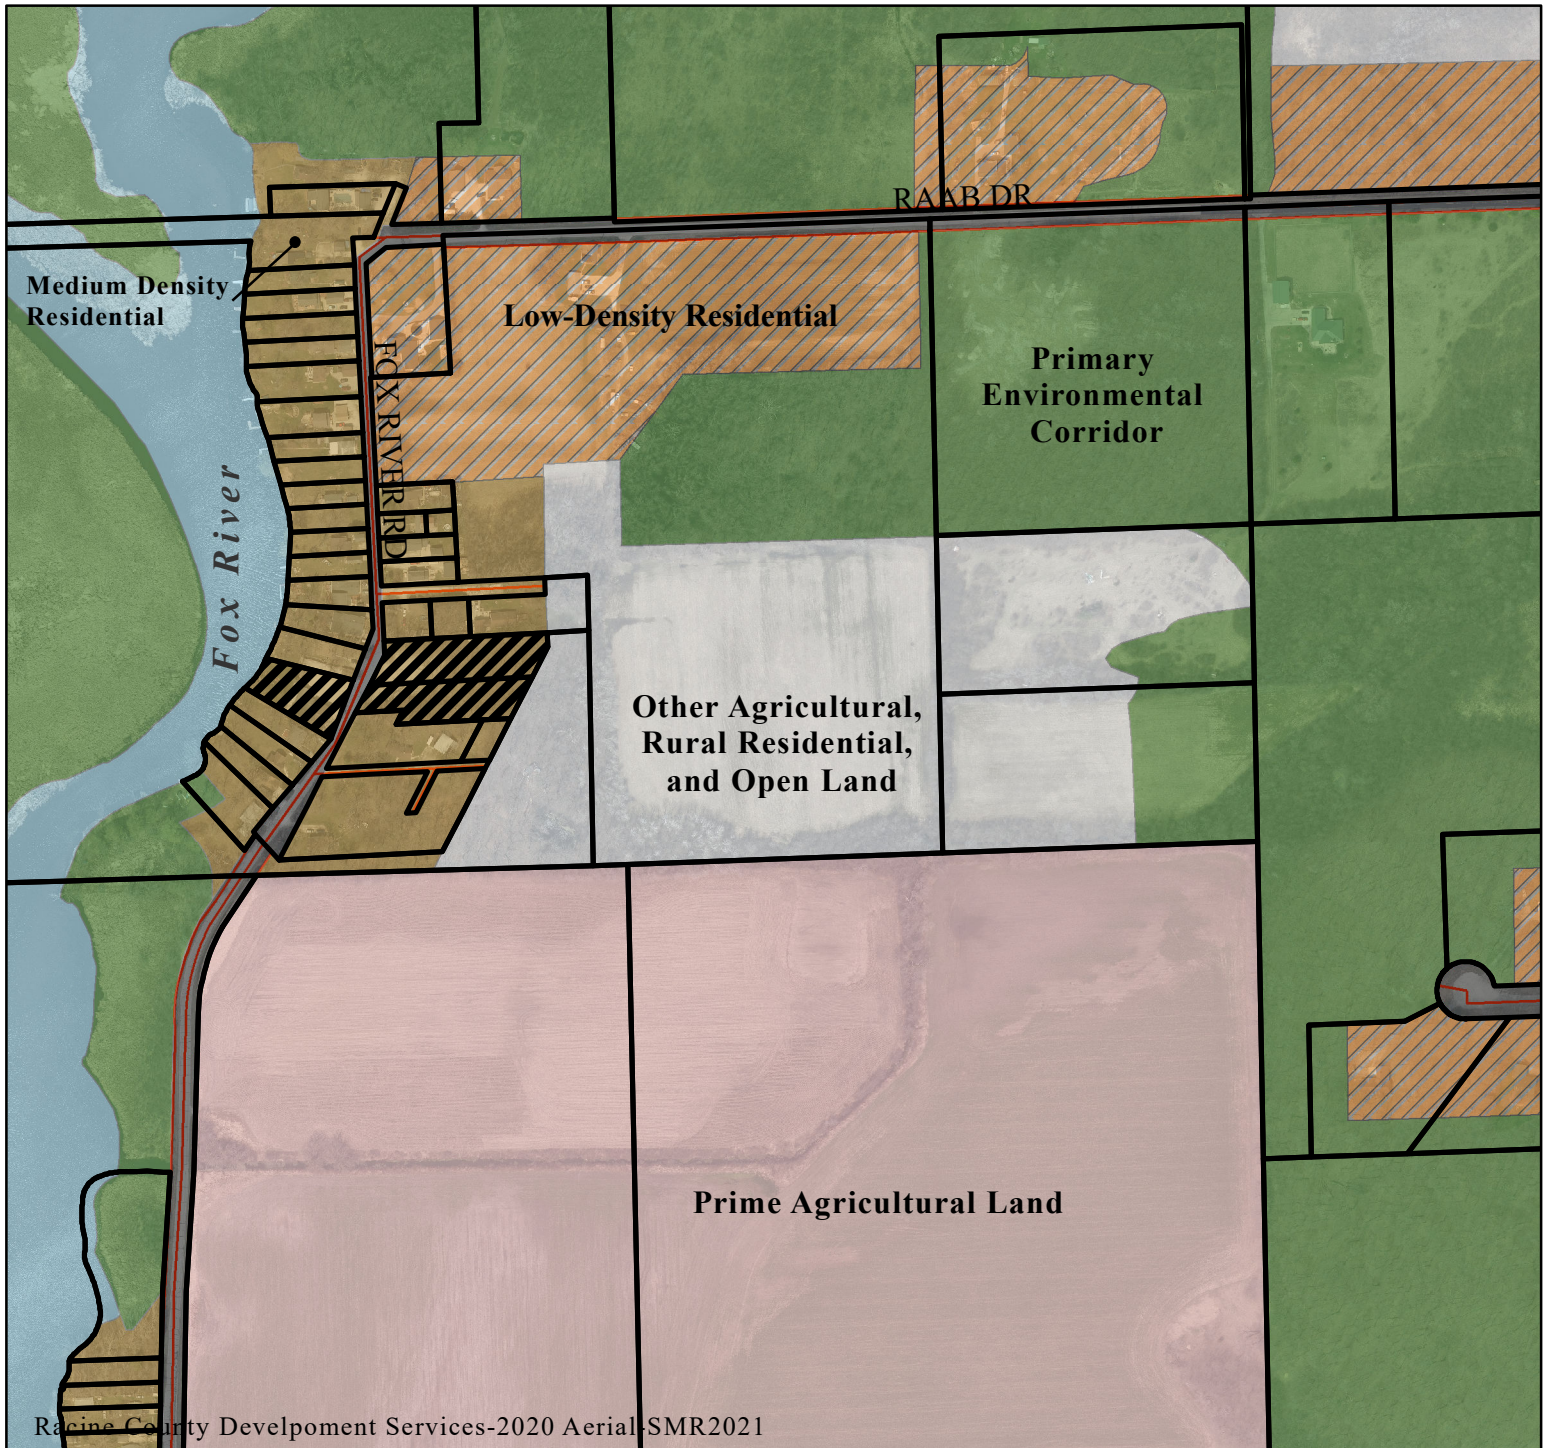 RAAB DR
Medium Density
Residential
Low-Density Residential
Primary
Environmental
Corridor
FOX RIVER RD
Fox River
Other Agricultural,
Rural Residential,
and Open Land
Prime Agricultural Land
Racine County Develpoment Services-2020 Aerial-SMR2021